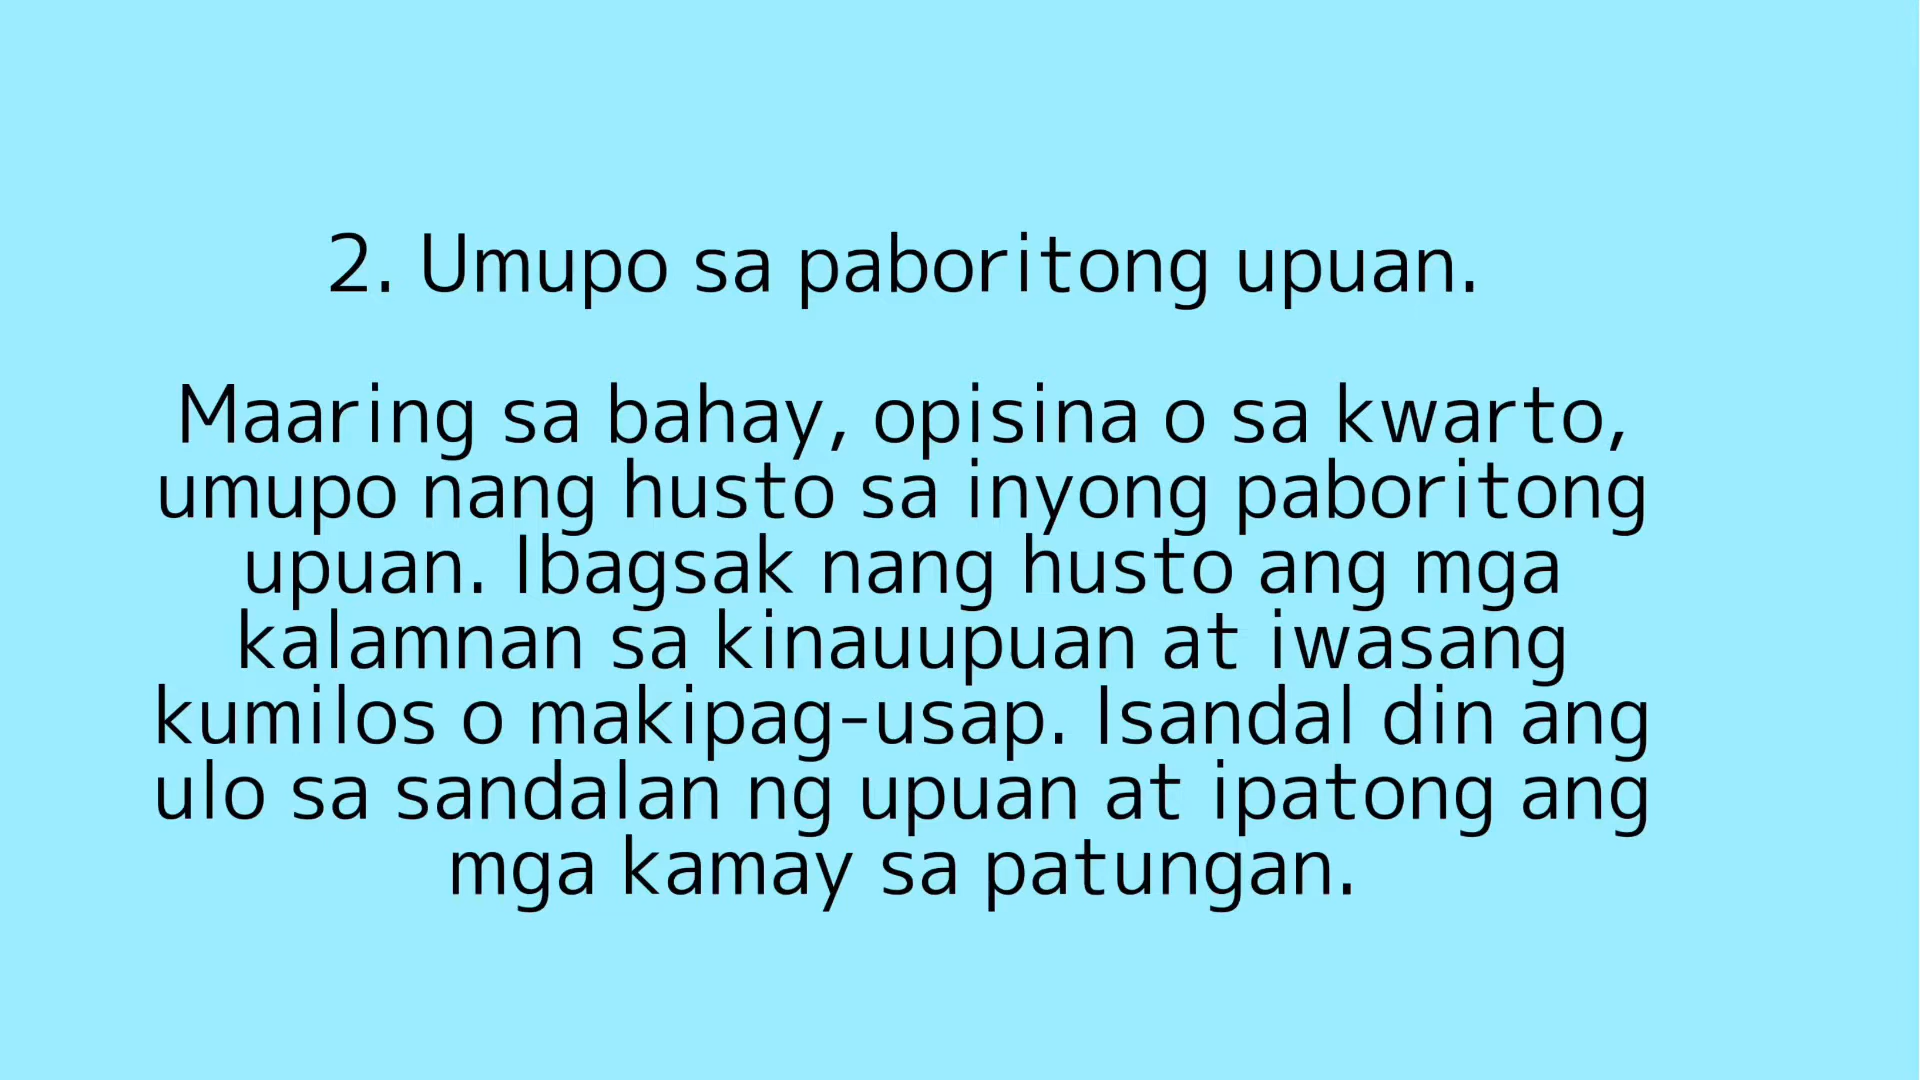 2. Umupo sa paboritong upuan.
Maaring sa bahay, opisina o sa kwarto,
umupo nang husto sa inyong paboritong
upuan. Ibagsak nang husto ang mga
kalamnan sa kinauupuan at iwasang
kumilos o makipag-usap. Isandal din ang
ulo sa sandalan ng upuan at ipatong ang
mga kamay sa patungan.